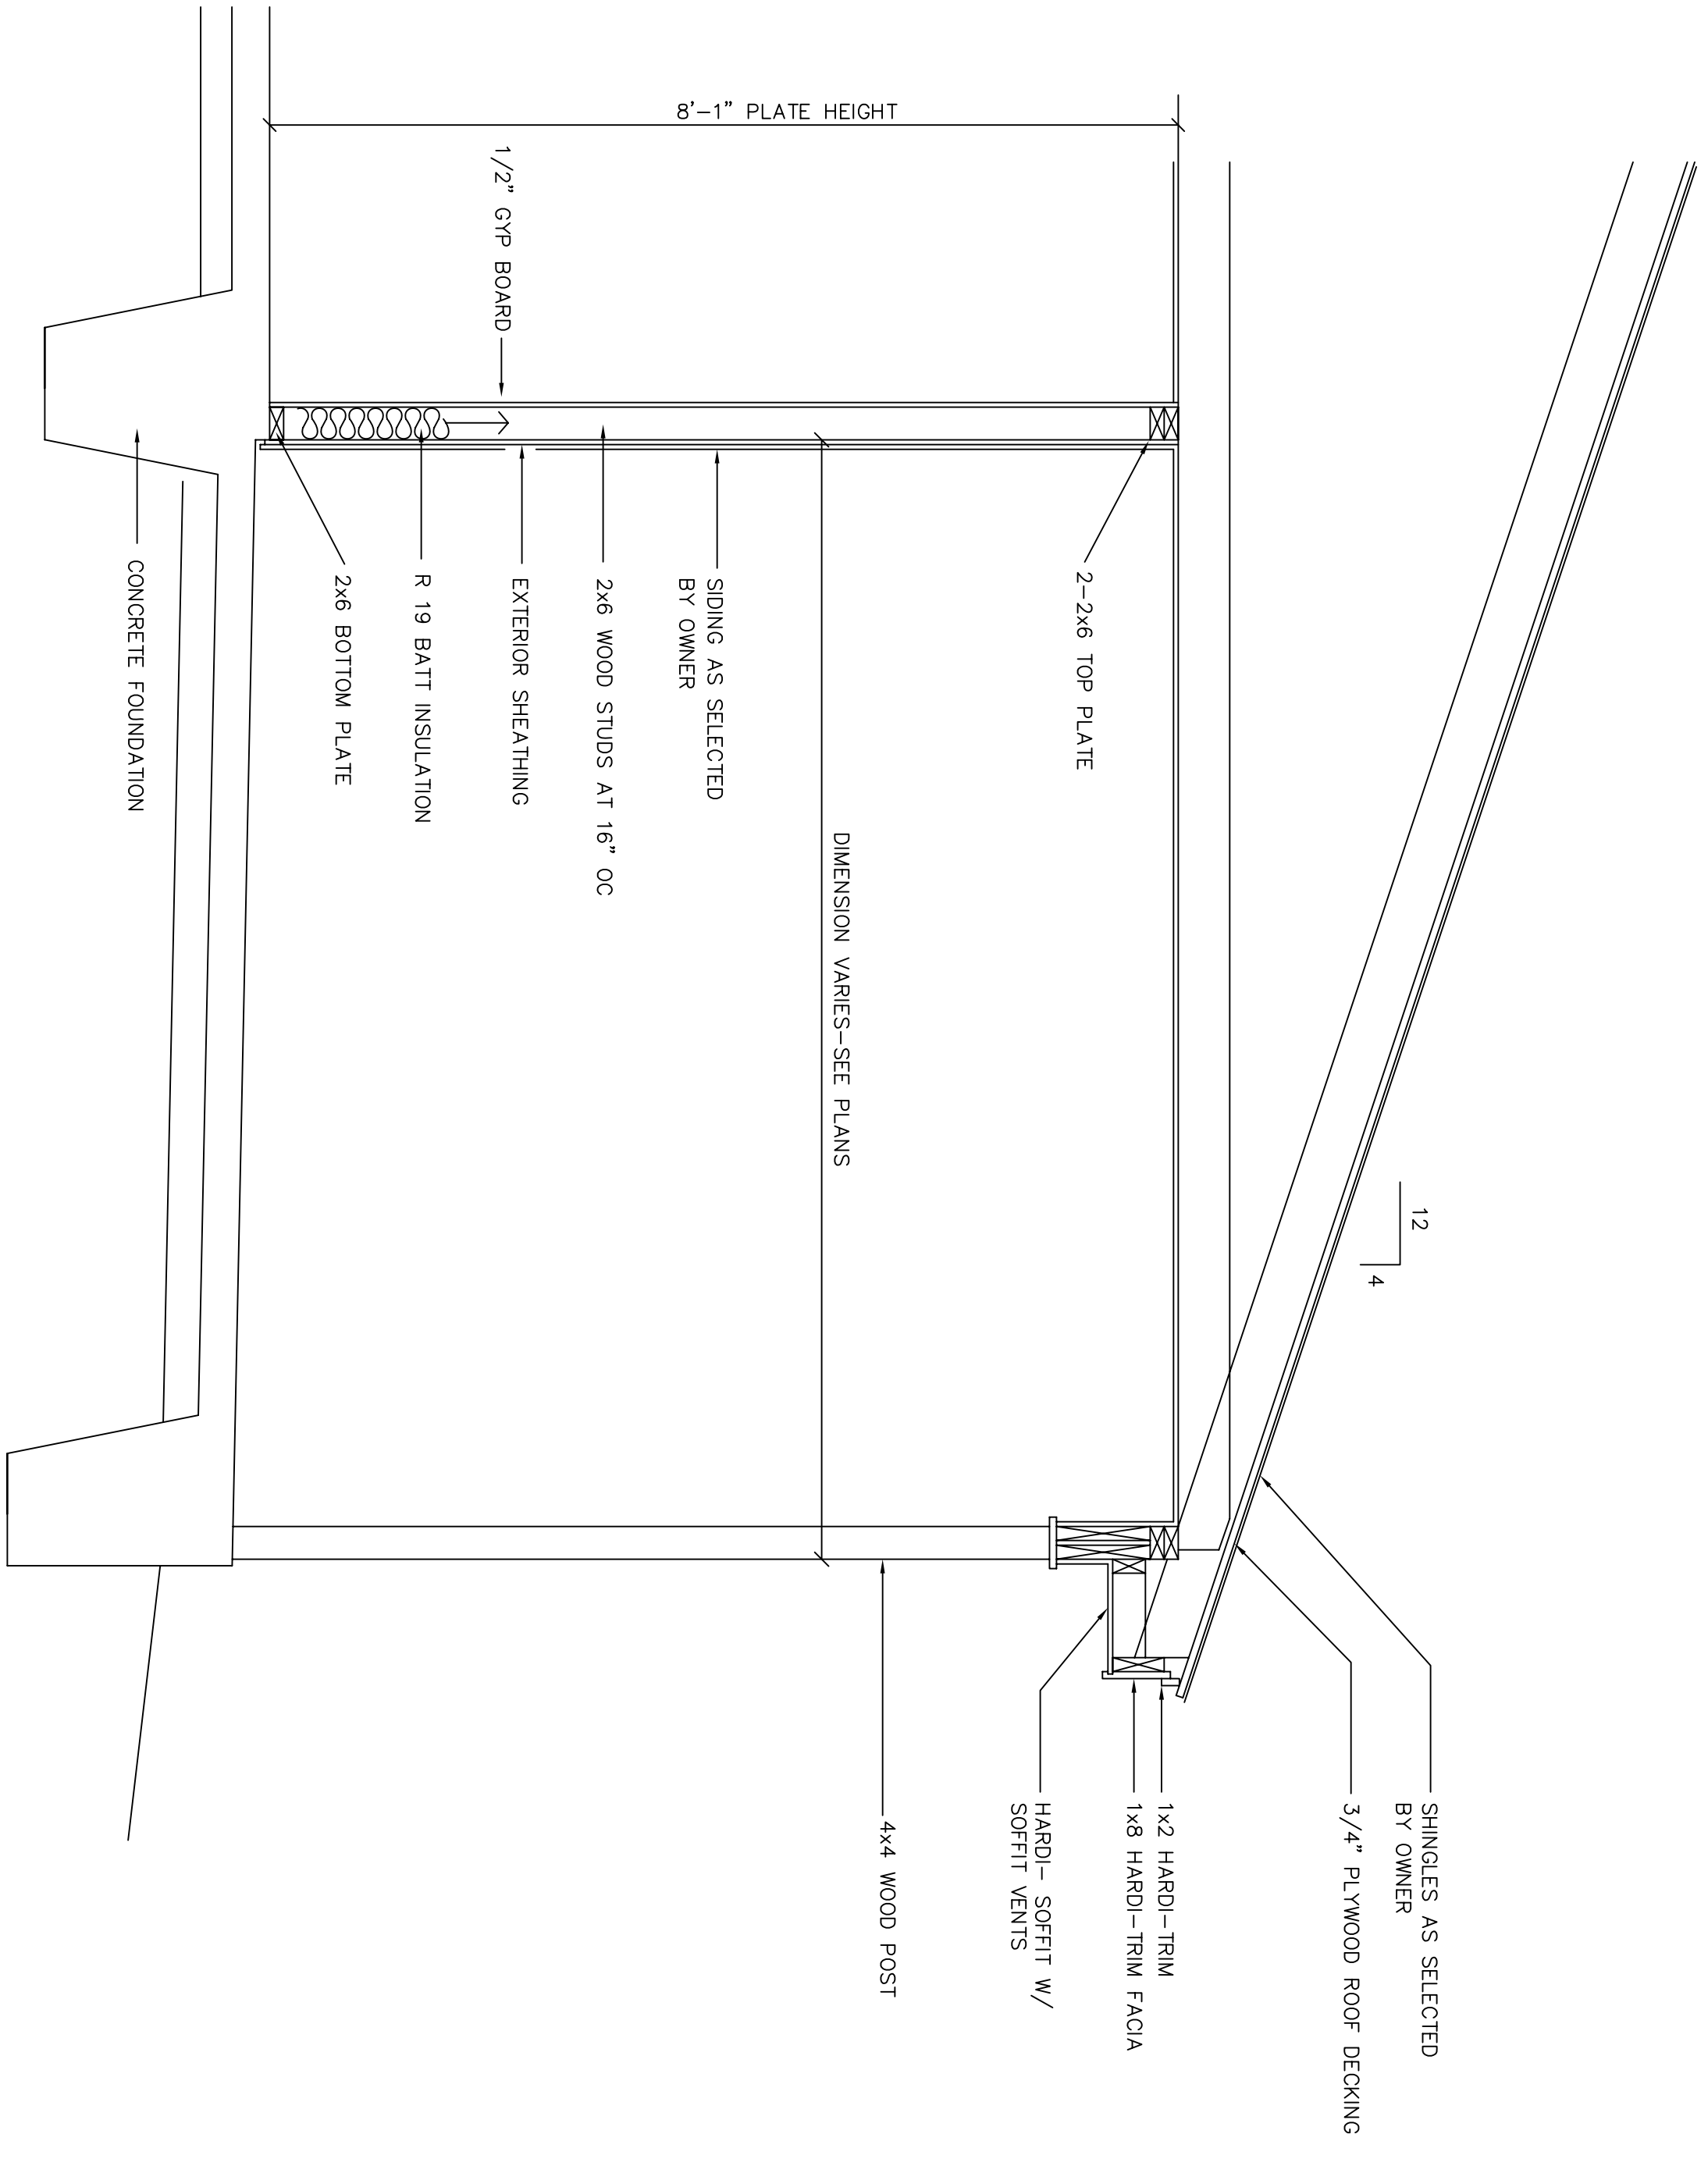 SHINGLES AS SELECTED
BY OWNER
3/4" PLYWOOD ROOF DECKING
12
4
1x2 HARDI-TRIM
1x8 HARDI-TRIM FACIA
HARDI- SOFFIT W/
SOFFIT VENTS
4x4 WOOD POST
2-2x6 TOP PLATE
DIMENSION VARIES-SEE PLANS
8'-1" PLATE HEIGHT
SIDING AS SELECTED
BY OWNER
2x6 WOOD STUDS AT 16" OC
EXTERIOR SHEATHING
1/2" GYP BOARD
R 19 BATT INSULATION
2x6 BOTTOM PLATE
CONCRETE FOUNDATION